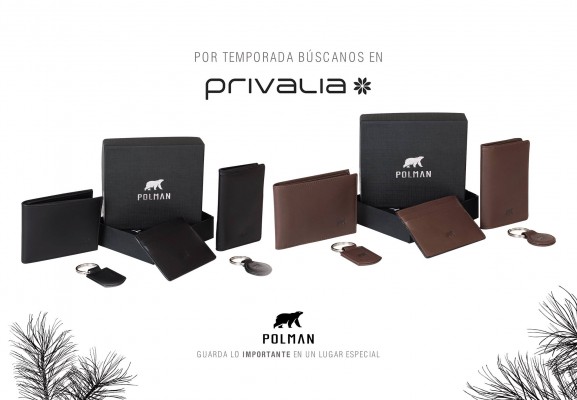 POR TEMPORADA BÚSCANOS EN
privalia
POLMAN
POLMAN
POLMAN
GUARDA LO IMPORTANTE EN UN LUGAR ESPECIAL